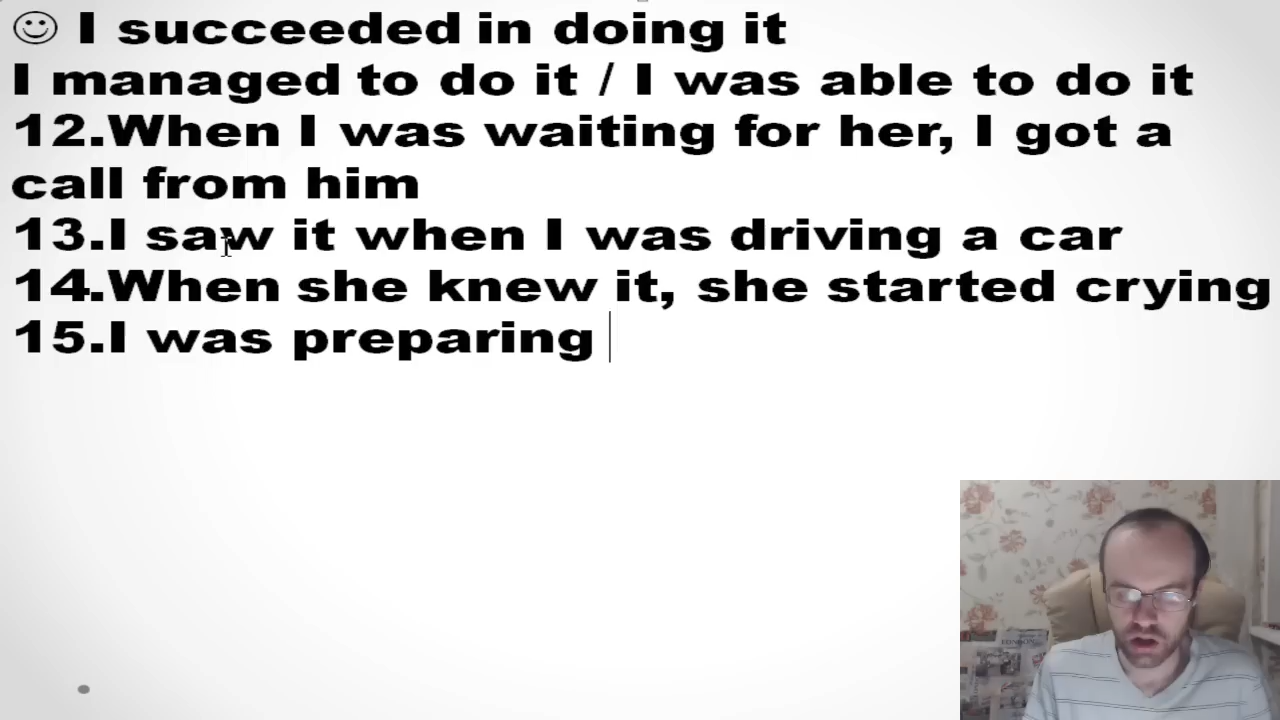 ☺ I succeeded in doing it
I managed to do it / I was able to do it
12.When I was waiting for her, I got a
call from him
13.I saw it when I was driving a car
14.When she knew it, she started crying
15.I was preparing